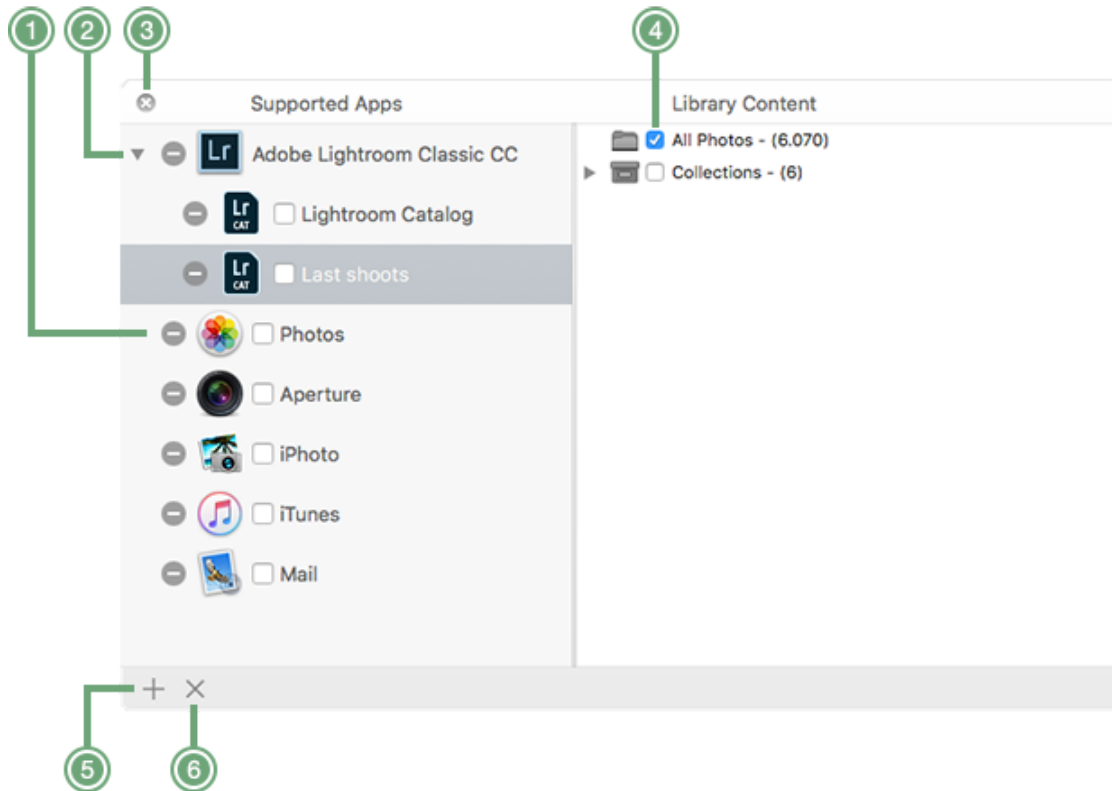 1 2 3 4
Supported Apps Library Content
Lr Adobe Lightroom Classic CC
All Photos - (6.070)
Collections - (6)
Lr CAT Lightroom Catalog
Lr CAT Last shoots
Photos
Aperture
iPhoto
iTunes
Mail
5 6